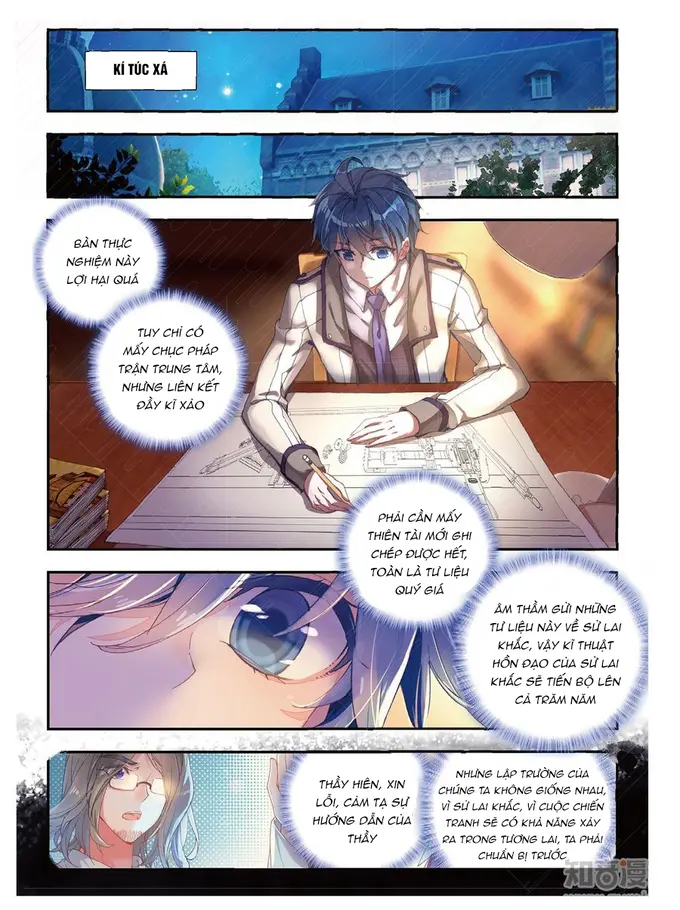 KÍ TÚC XÁ
BẢN THỰC
NGHIỆM NÀY
LỢI HẠI QUÁ
TUY CHỈ CÓ
MẤY CHỤC PHÁP
TRẬN TRUNG TÂM,
NHƯNG LIÊN KẾT
ĐẦY KĨ XẢO
PHẢI CẦN MẤY
THIÊN TÀI MỚI GHI
CHÉP ĐƯỢC HẾT,
TOÀN LÀ TƯ LIỆU
QUÝ GIÁ
ÂM THẦM GỬI NHỮNG
TƯ LIỆU NÀY VỀ SỬ LAI
KHẮC, VẬY KĨ THUẬT
HỒN ĐẠO CỦA SỬ LAI
KHẮC SẼ TIẾN BỘ LÊN
CẢ TRĂM NĂM
THẦY HIÊN, XIN
LỖI, CẢM TẠ SỰ
HƯỚNG DẪN CỦA
THẦY
NHƯNG LẬP TRƯỜNG CỦA
CHÚNG TA KHÔNG GIỐNG NHAU,
VÌ SỬ LAI KHẮC, VÌ CUỘC CHIẾN
TRANH SẼ CÓ KHẢ NĂNG XẢY
RA TRONG TƯƠNG LAI, TA PHẢI
CHUẨN BỊ TRƯỚC
知音漫